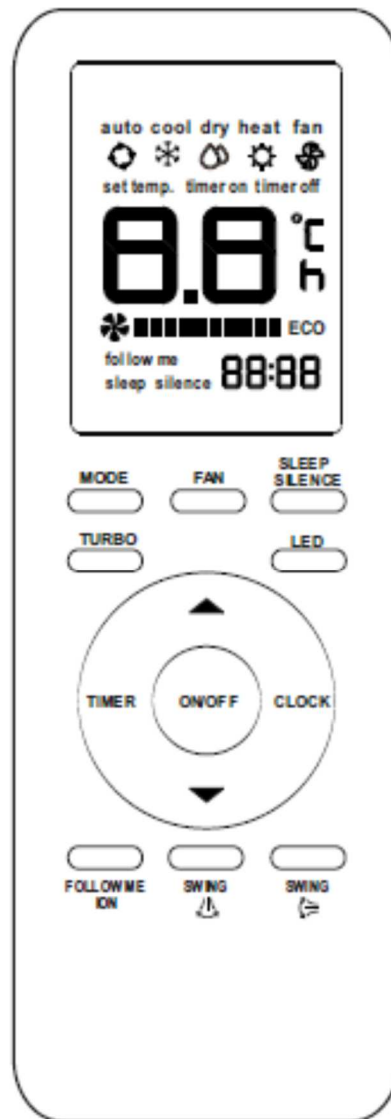 auto cool dry heat fan
set temp. timer on timer off
8.8 °C
h
ECO
follow me
sleep silence 88:88
MODE FAN SLEEP
SILENCE
TURBO LED
TIMER ON/OFF CLOCK
FOLLOW ME SWING SWING
ION